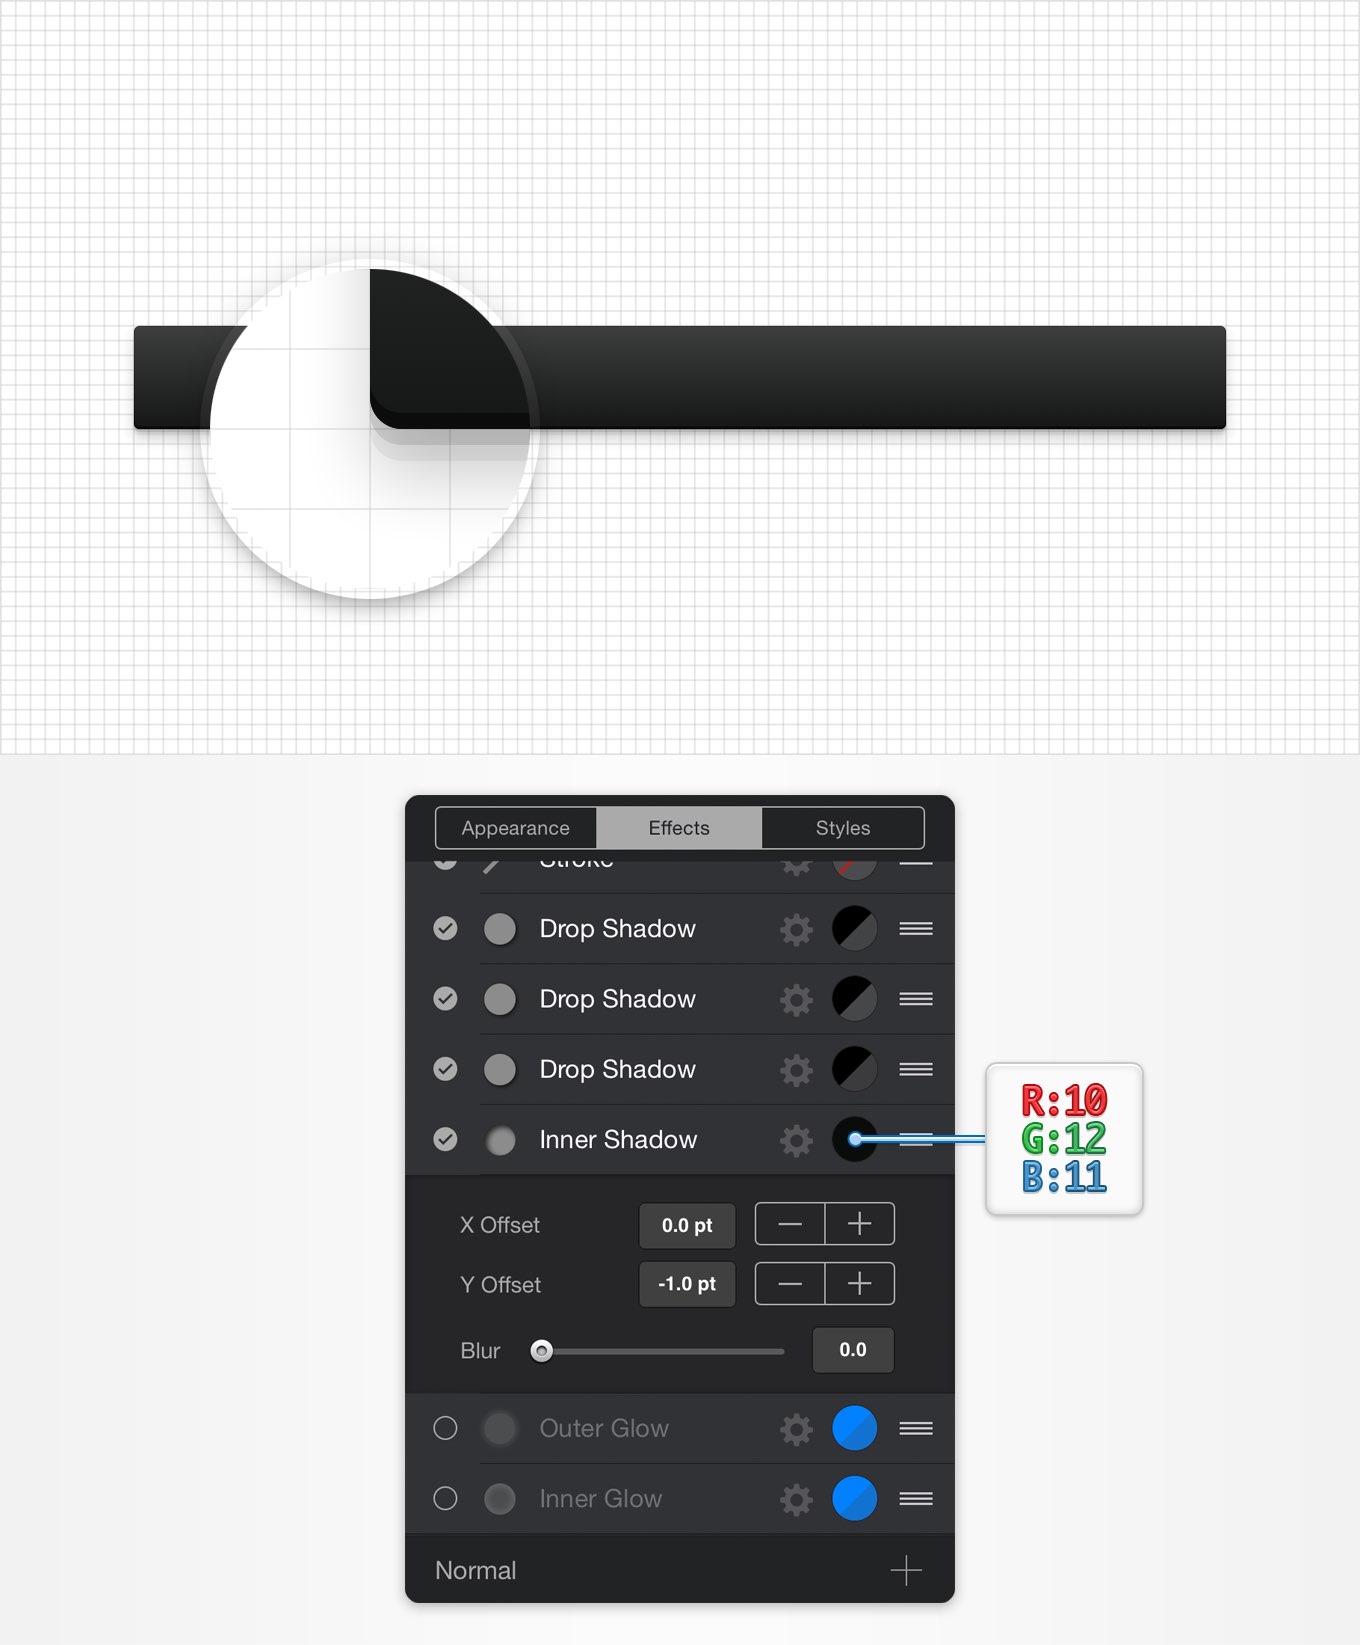 Appearance
Effects
Styles
Stroke
Drop Shadow
Drop Shadow
Drop Shadow
Inner Shadow
R:10
G:12
B:11
X Offset
0.0 pt
Y Offset
-1.0 pt
Blur
0.0
Outer Glow
Inner Glow
Normal